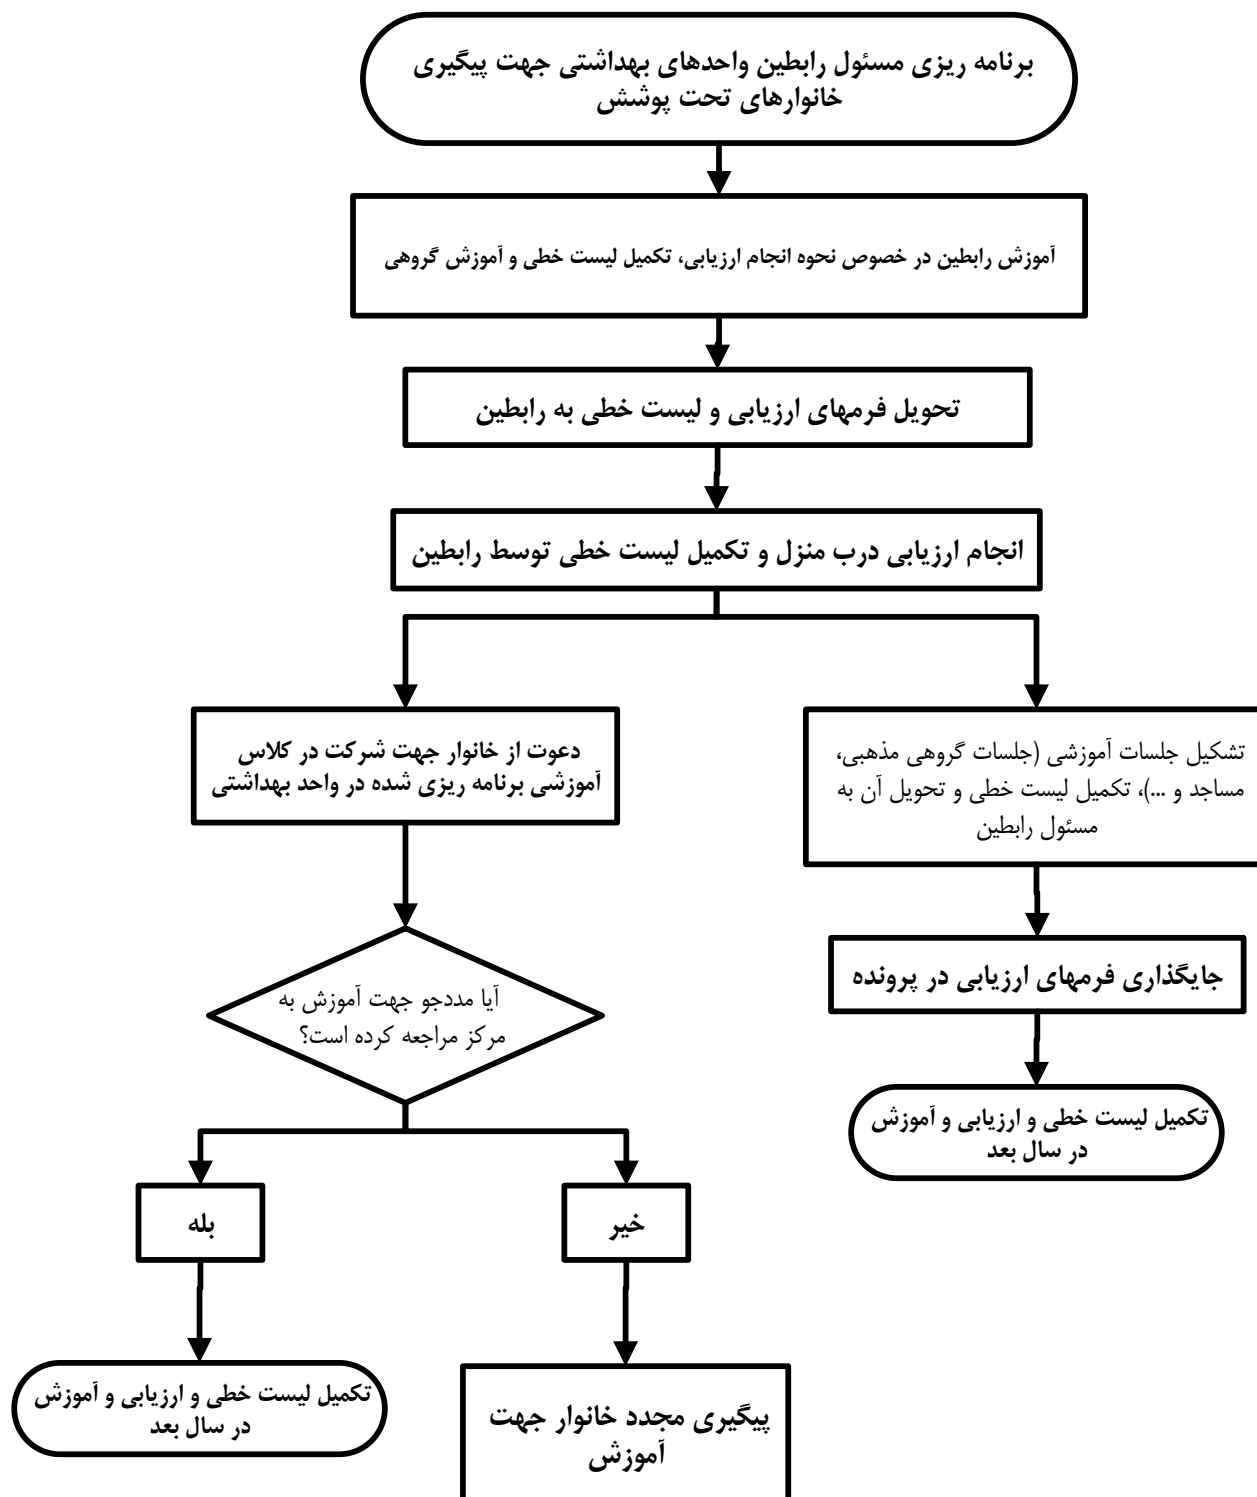 برنامه ریزی مسئول رابطین واحدهای بهداشتی جهت پیگیری
خانوارهای تحت پوشش
آموزش رابطین در خصوص نحوه انجام ارزیابی، تکمیل لیست خطی و آموزش گروهی
تحویل فرمهای ارزیابی و لیست خطی به رابطین
انجام ارزیابی درب منزل و تکمیل لیست خطی توسط رابطین
تشکیل جلسات آموزشی (جلسات گروهی مذهبی،
مساجد و ...)، تکمیل لیست خطی و تحویل آن به
مسئول رابطین
جایگذاری فرمهای ارزیابی در پرونده
تکمیل لیست خطی و ارزیابی و آموزش
در سال بعد
دعوت از خانوار جهت شرکت در کلاس
آموزشی برنامه ریزی شده در واحد بهداشتی
آیا مددجو جهت آموزش به
مرکز مراجعه کرده است؟
خیر
بله
پیگیری مجدد خانوار جهت
آموزش
تکمیل لیست خطی و ارزیابی و آموزش
در سال بعد